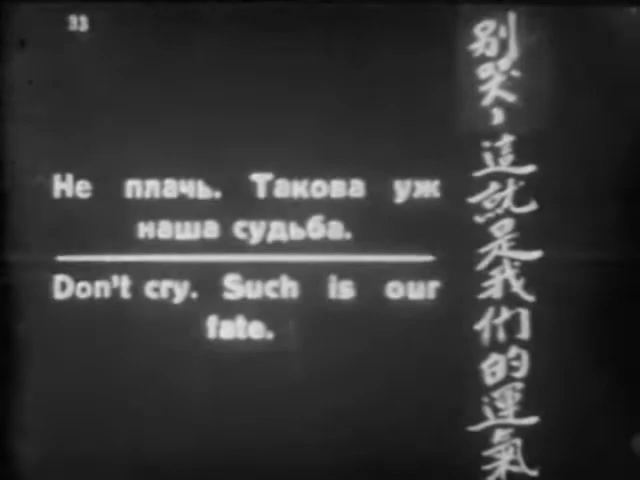 33
Не плачь. Такова уж
наша судьба.
Don't cry. Such is our
fate.
别哭，這就是我们的運氣